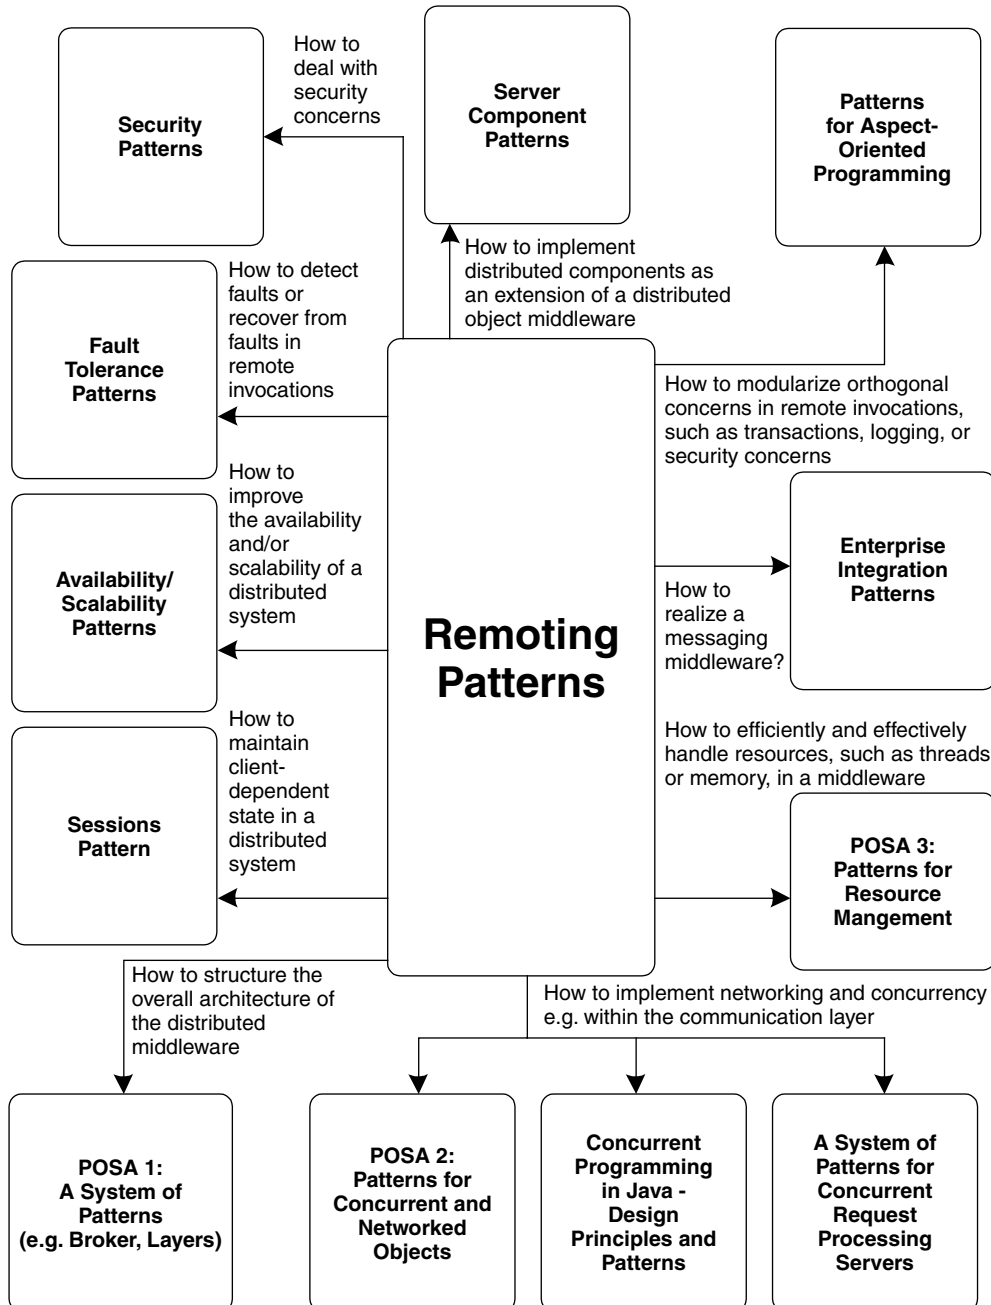 How to
deal with
security
concerns
Security
Patterns
Server
Component
Patterns
Patterns
for Aspect-
Oriented
Programming
How to implement
distributed components as
an extension of a distributed
object middleware
How to detect
faults or
recover from
faults in
remote
invocations
Fault
Tolerance
Patterns
How to modularize orthogonal
concerns in remote invocations,
such as transactions, logging, or
security concerns
How to
improve
the availability
and/or
scalability of a
distributed
system
Availability/
Scalability
Patterns
Remoting
Patterns
Enterprise
Integration
Patterns
How to
realize a
messaging
middleware?
How to
maintain
client-
dependent
state in a
distributed
system
Sessions
Pattern
How to efficiently and effectively
handle resources, such as threads
or memory, in a middleware
POSA 3:
Patterns for
Resource
Mangement
How to structure the
overall architecture of
the distributed
middleware
How to implement networking and concurrency
e.g. within the communication layer
POSA 1:
A System of
Patterns
(e.g. Broker, Layers)
POSA 2:
Patterns for
Concurrent and
Networked
Objects
Concurrent
Programming
in Java -
Design
Principles and
Patterns
A System of
Patterns for
Concurrent
Request
Processing
Servers